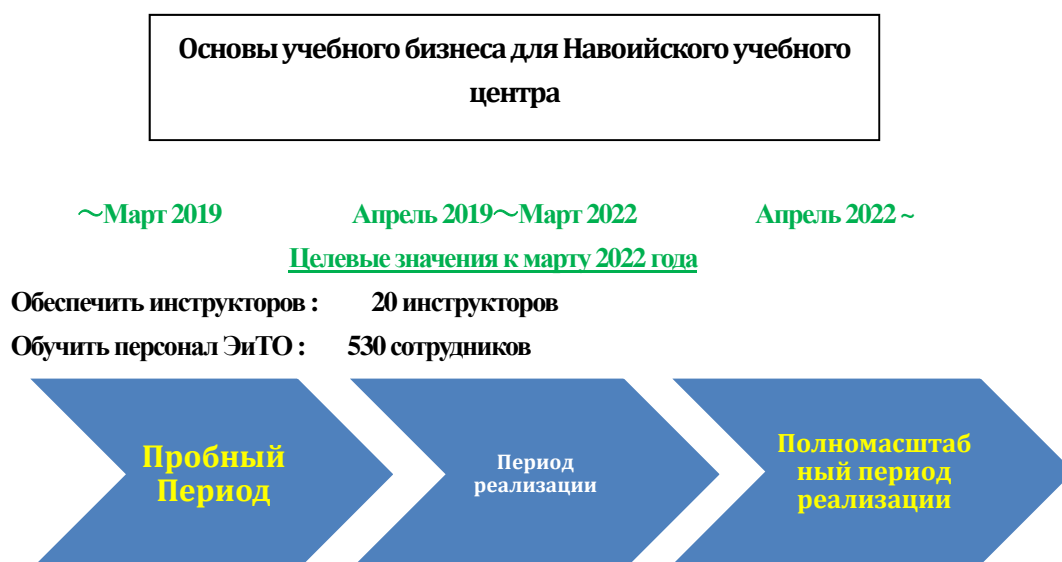 Основы учебного бизнеса для Навоийского учебного
центра
～Март 2019 Апрель 2019～Март 2022 Апрель 2022 ~
Целевые значения к марту 2022 года
Обеспечить инструкторов : 20 инструкторов
Обучить персонал ЭиТО : 530 сотрудников
Пробный
Период
Период
реализации
Полномасштаб
ный период
реализации